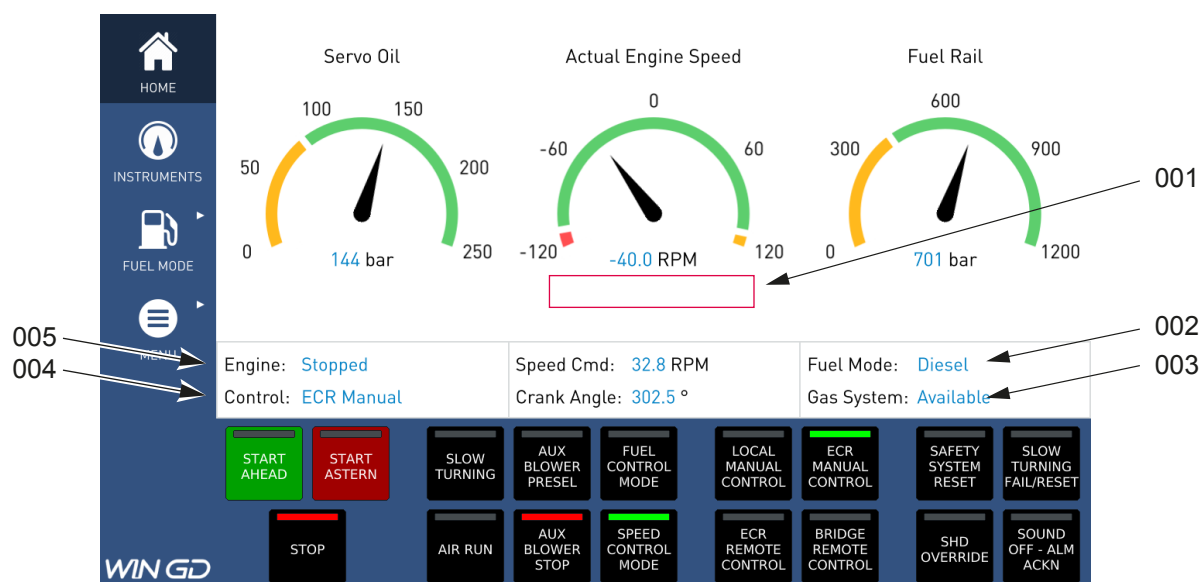 HOME
INSTRUMENTS
FUEL MODE
MENU
WIN GD
Servo Oil
0
50
100
150
200
250
144 bar
Actual Engine Speed
-120
-60
0
60
120
-40.0 RPM
Fuel Rail
0
300
600
900
1200
701 bar
001
002
003
005
004
Engine: Stopped
Control: ECR Manual
Speed Cmd: 32.8 RPM
Crank Angle: 302.5 °
Fuel Mode: Diesel
Gas System: Available
START
AHEAD
START
ASTERN
SLOW
TURNING
AUX
BLOWER
PRESEL
FUEL
CONTROL
MODE
LOCAL
MANUAL
CONTROL
ECR
MANUAL
CONTROL
SAFETY
SYSTEM
RESET
SLOW
TURNING
FAIL/RESET
STOP
AIR RUN
AUX
BLOWER
STOP
SPEED
CONTROL
MODE
ECR
REMOTE
CONTROL
BRIDGE
REMOTE
CONTROL
SHD
OVERRIDE
SOUND
OFF - ALM
ACKN